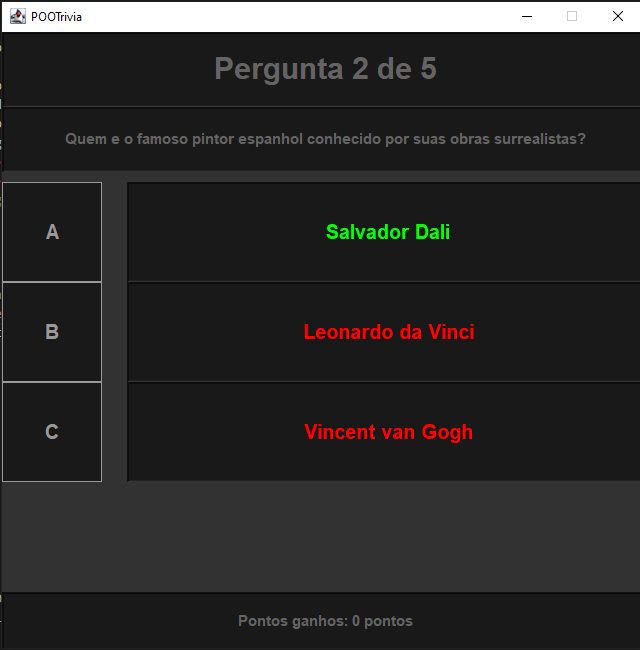 POOTrivia
Pergunta 2 de 5
Quem e o famoso pintor espanhol conhecido por suas obras surrealistas?
A
Salvador Dali
B
Leonardo da Vinci
C
Vincent van Gogh
Pontos ganhos: 0 pontos